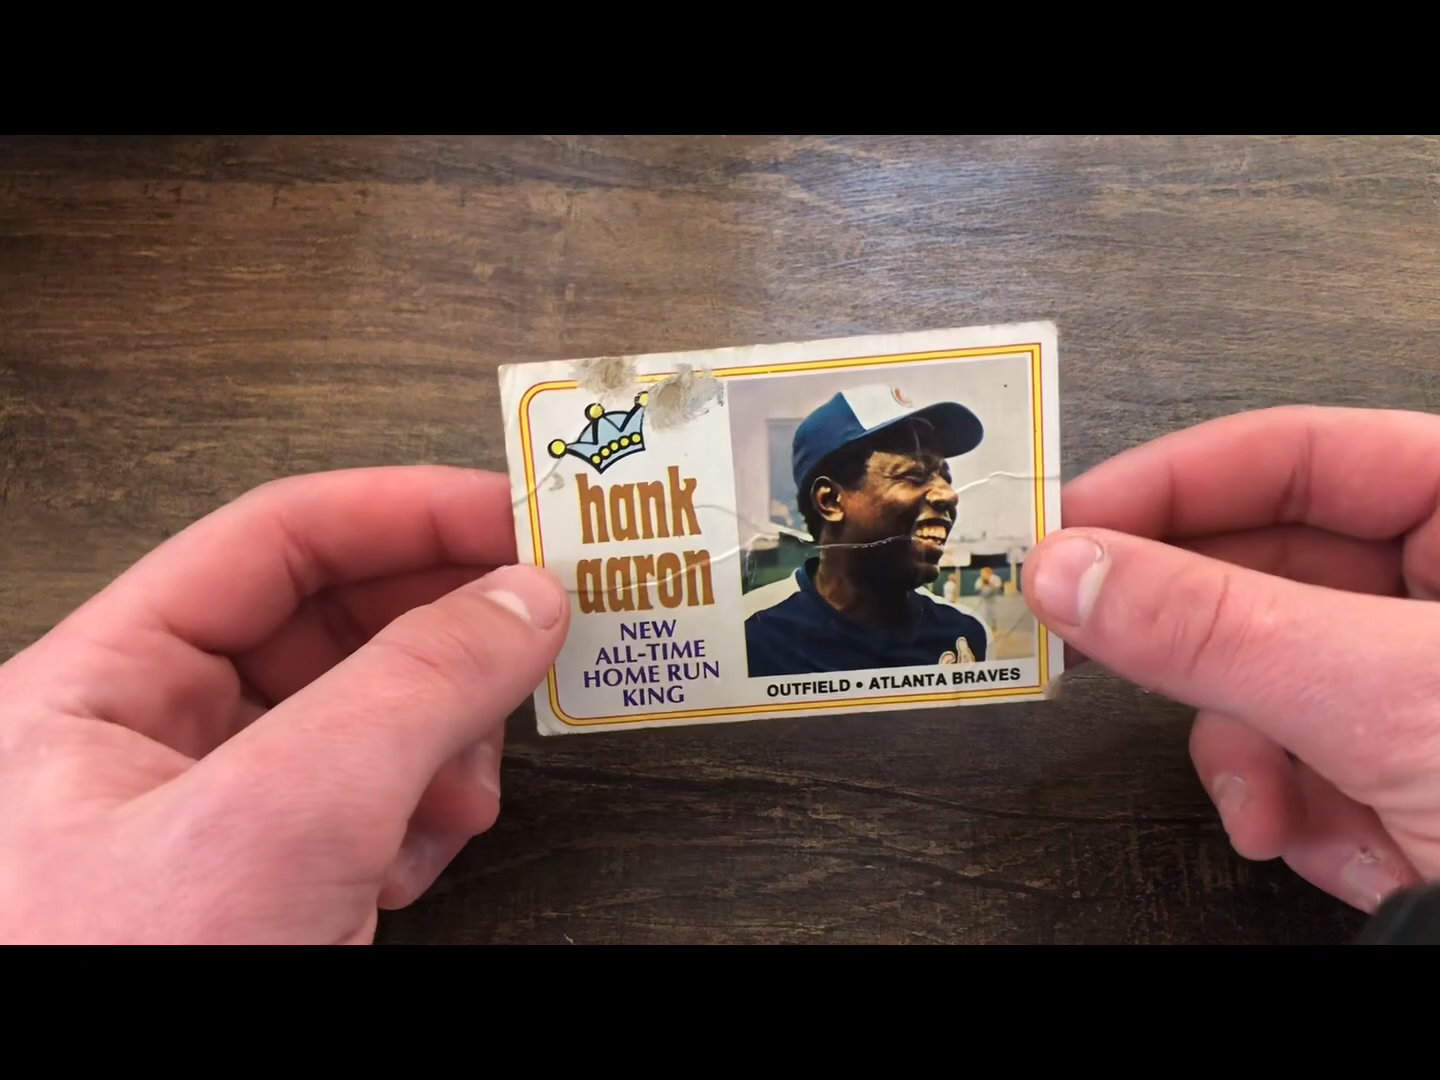 hank
aaron
NEW
ALL-TIME
HOME RUN
KING
OUTFIELD • ATLANTA BRAVES